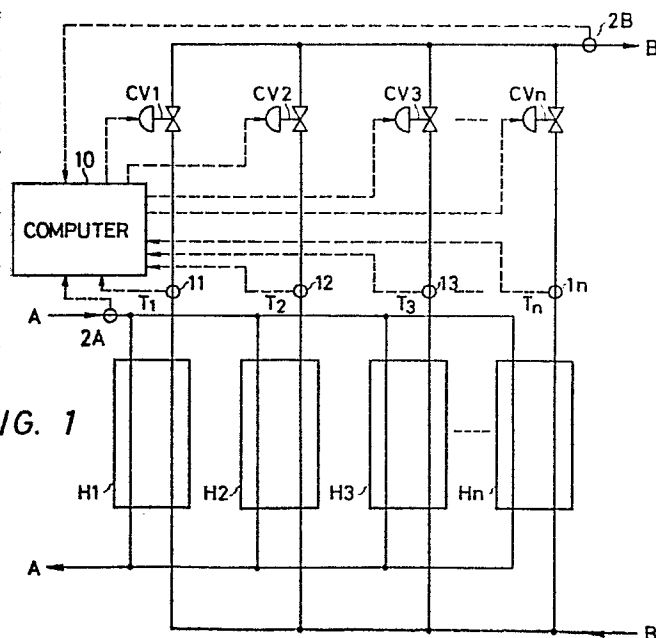 2B
B
CV1 CV2 CV3 CVn
10
COMPUTER
11 12 13 1n
T1 T2 T3 Tn
A
2A
IG. 1
H1 H2 H3 Hn
A
B